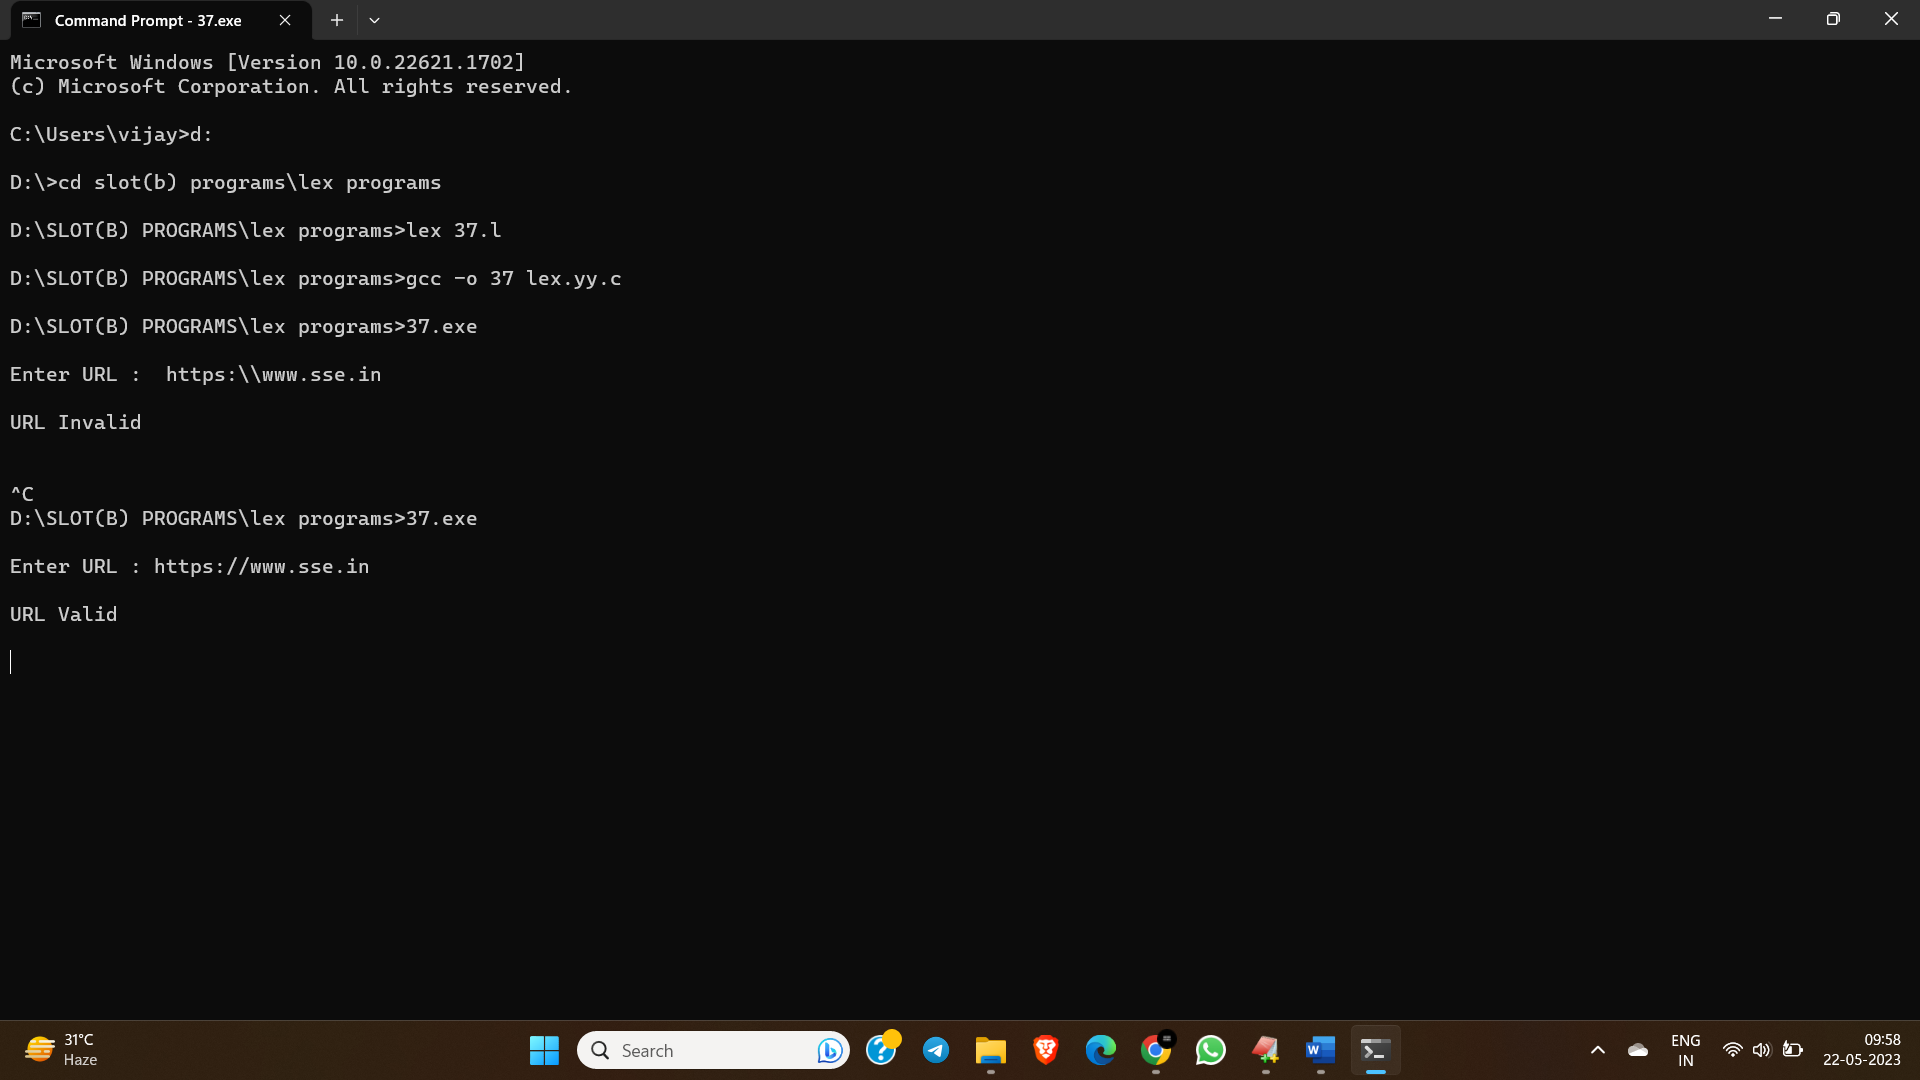 Command Prompt - 37.exe
Microsoft Windows [Version 10.0.22621.1702]
(c) Microsoft Corporation. All rights reserved.
C:\Users\vijay>d:
D:\>cd slot(b) programs\lex programs
D:\SLOT(B) PROGRAMS\lex programs>lex 37.l
D:\SLOT(B) PROGRAMS\lex programs>gcc -o 37 lex.yy.c
D:\SLOT(B) PROGRAMS\lex programs>37.exe
Enter URL :  https:\\www.sse.in
URL Invalid
^C
D:\SLOT(B) PROGRAMS\lex programs>37.exe
Enter URL : https://www.sse.in
URL Valid
31°C
Haze
Search
ENG
IN
09:58
22-05-2023